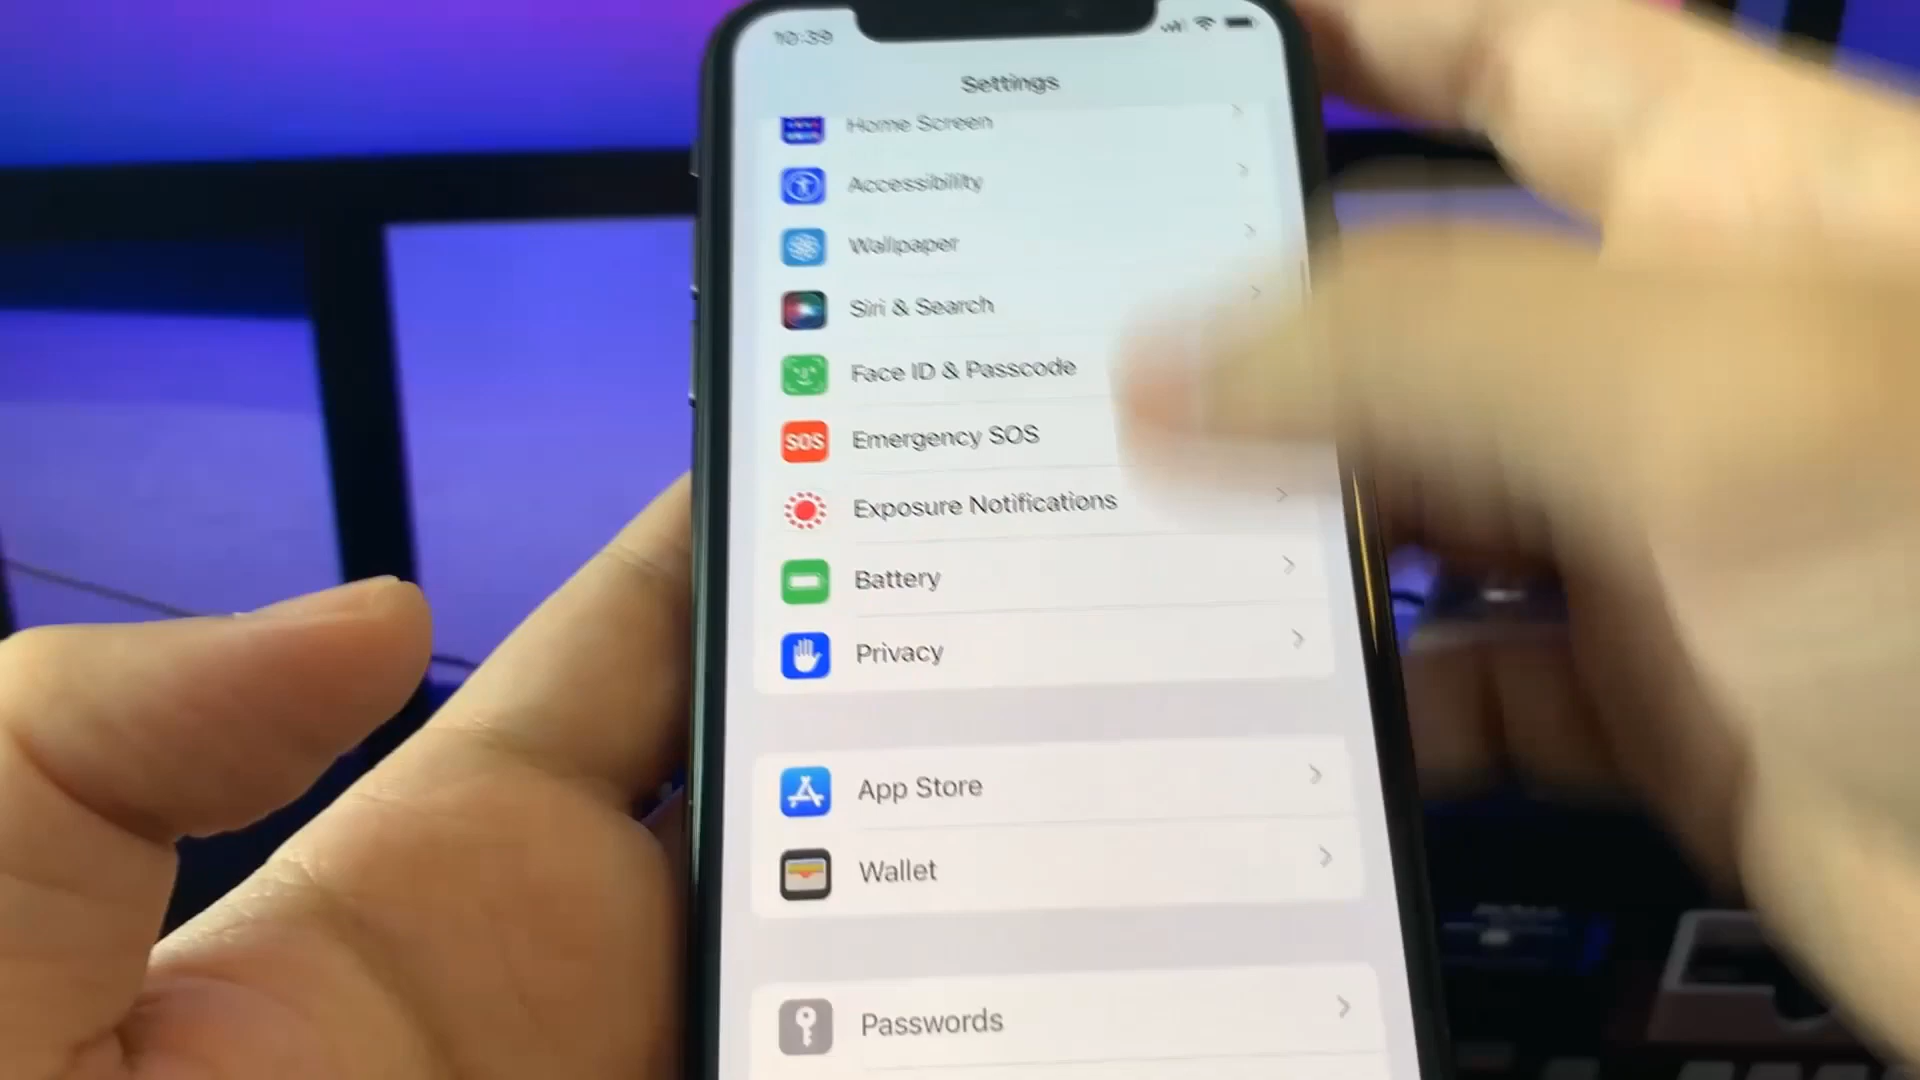 10:39
Settings
Home Screen
Accessibility
Wallpaper
Siri & Search
Face ID & Passcode
SOS Emergency SOS
Exposure Notifications
Battery
Privacy
App Store
Wallet
Passwords